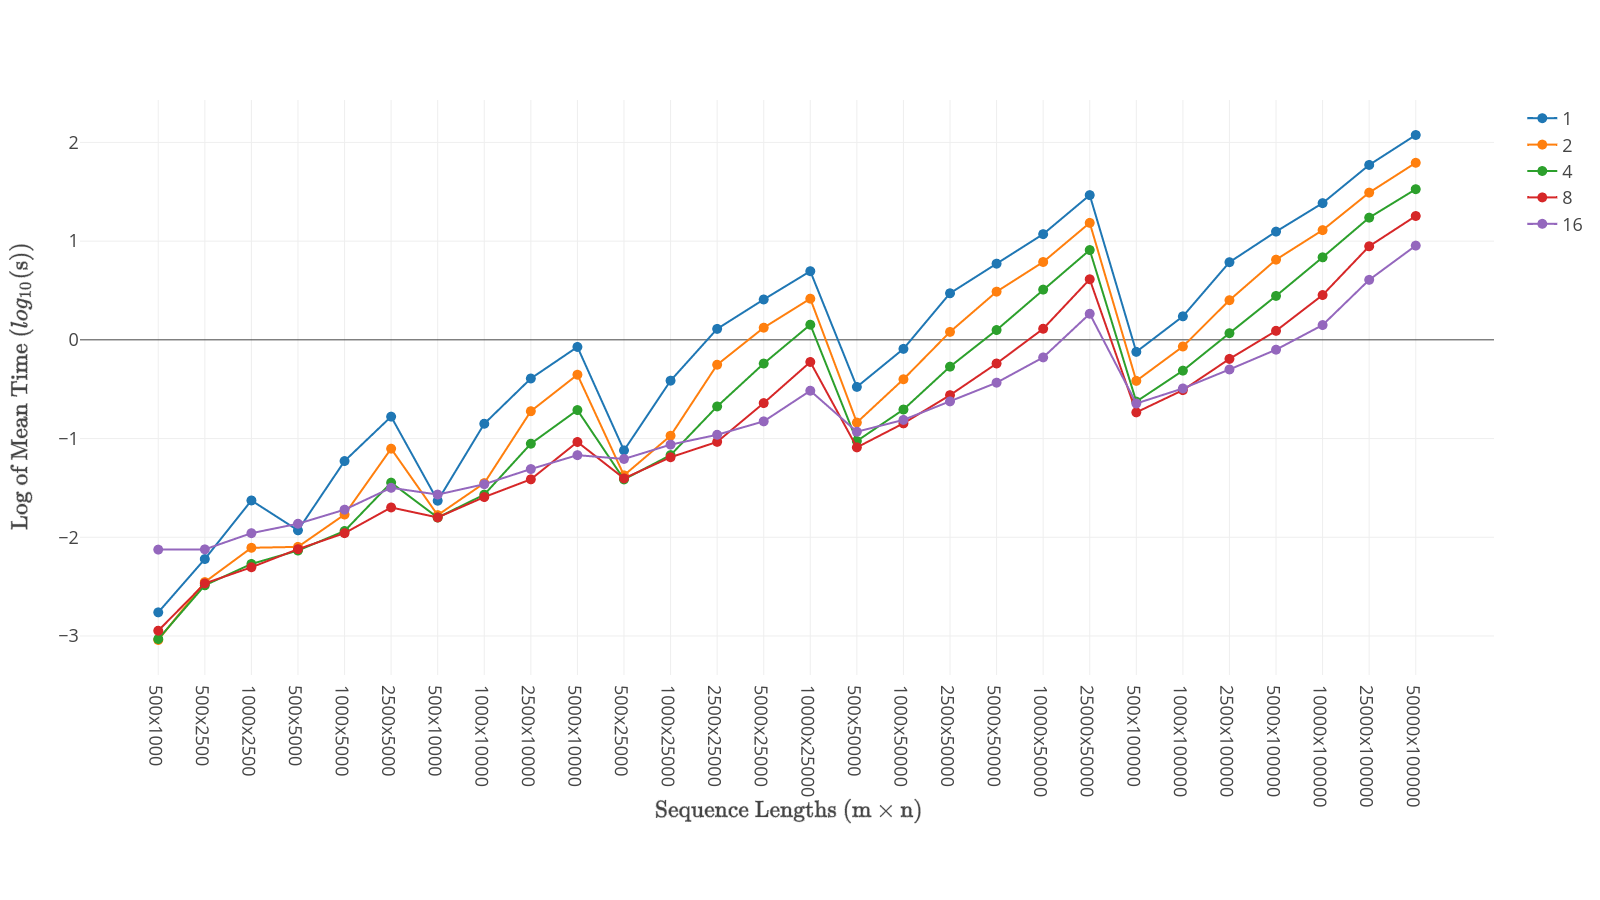 2
1
0
−1
−2
−3
Log of Mean Time (log10(s))
500x1000
500x2500
1000x2500
500x5000
1000x5000
2500x5000
500x10000
1000x10000
2500x10000
5000x10000
500x25000
1000x25000
2500x25000
5000x25000
10000x25000
500x50000
1000x50000
2500x50000
5000x50000
10000x50000
25000x50000
500x100000
1000x100000
2500x100000
5000x100000
10000x100000
25000x100000
50000x100000
Sequence Lengths (m × n)
1
2
4
8
16